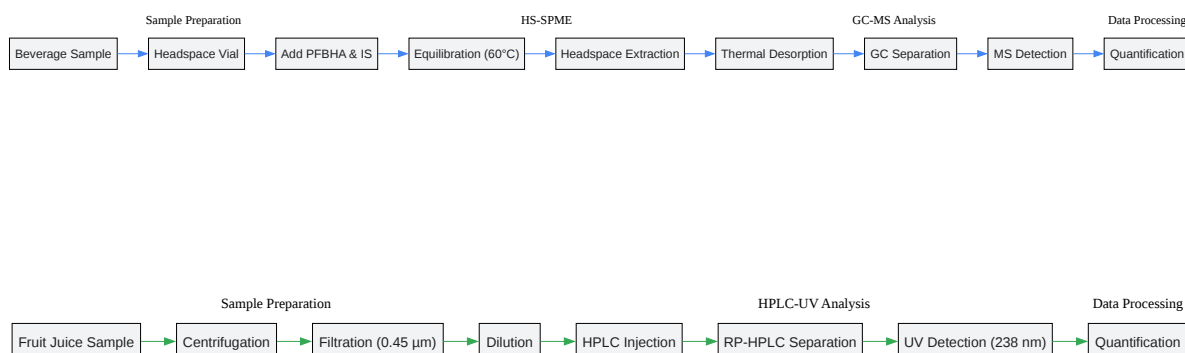 Sample Preparation
HS-SPME
GC-MS Analysis
Data Processing
Beverage Sample
Headspace Vial
Add PFBHA & IS
Equilibration (60°C)
Headspace Extraction
Thermal Desorption
GC Separation
MS Detection
Quantification
Sample Preparation
HPLC-UV Analysis
Data Processing
Fruit Juice Sample
Centrifugation
Filtration (0.45 µm)
Dilution
HPLC Injection
RP-HPLC Separation
UV Detection (238 nm)
Quantification